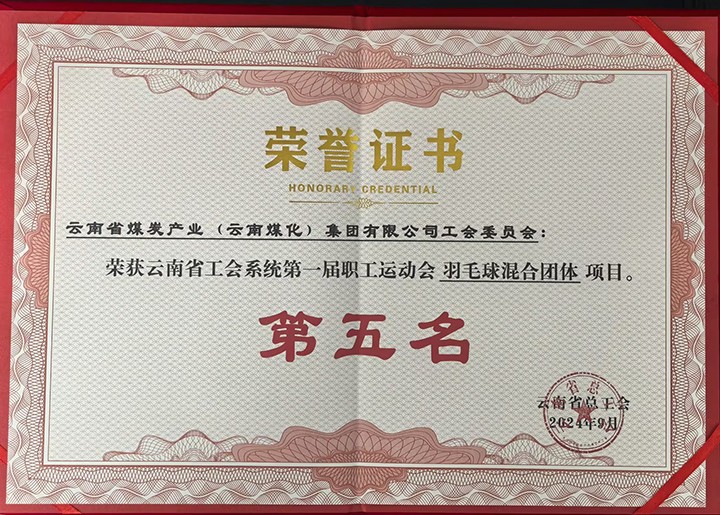 荣誉证书
HONORARY CREDENTIAL
云南省煤炭产业（云南煤化）集团有限公司工会委员会：
荣获云南省工会系统第一届职工运动会 羽毛球混合团体 项目。
第五名
云南省总工会
2024年9月